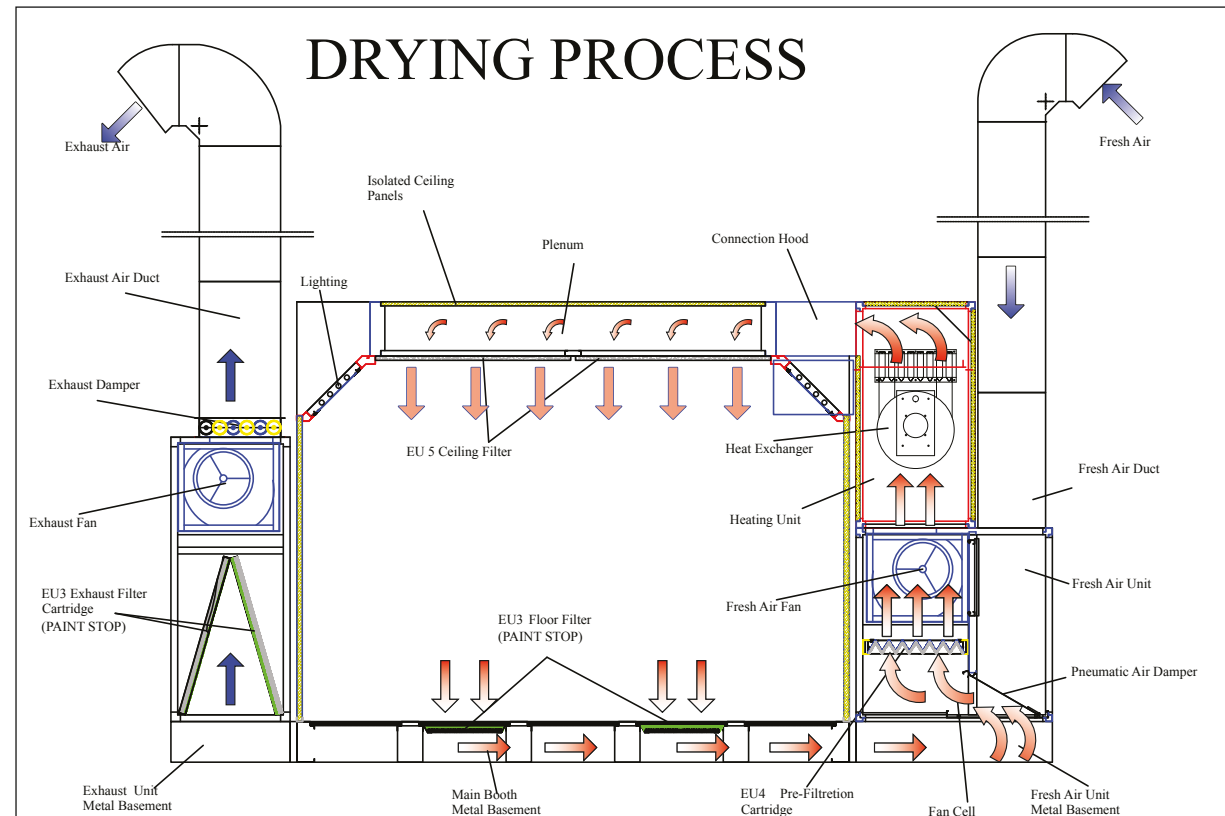 DRYING PROCESS
Exhaust Air
Fresh Air
Isolated Ceiling
Panels
Plenum
Connection Hood
Exhaust Air Duct
Lighting
Exhaust Damper
EU 5 Ceiling Filter
Heat Exchanger
Fresh Air Duct
Exhaust Fan
Heating Unit
EU3 Exhaust Filter
Cartridge
(PAINT STOP)
EU3 Floor Filter
(PAINT STOP)
Fresh Air Fan
Fresh Air Unit
Pneumatic Air Damper
Exhaust Unit
Metal Basement
Main Booth
Metal Basement
EU4 Pre-Filtretion
Cartridge
Fan Cell
Fresh Air Unit
Metal Basement